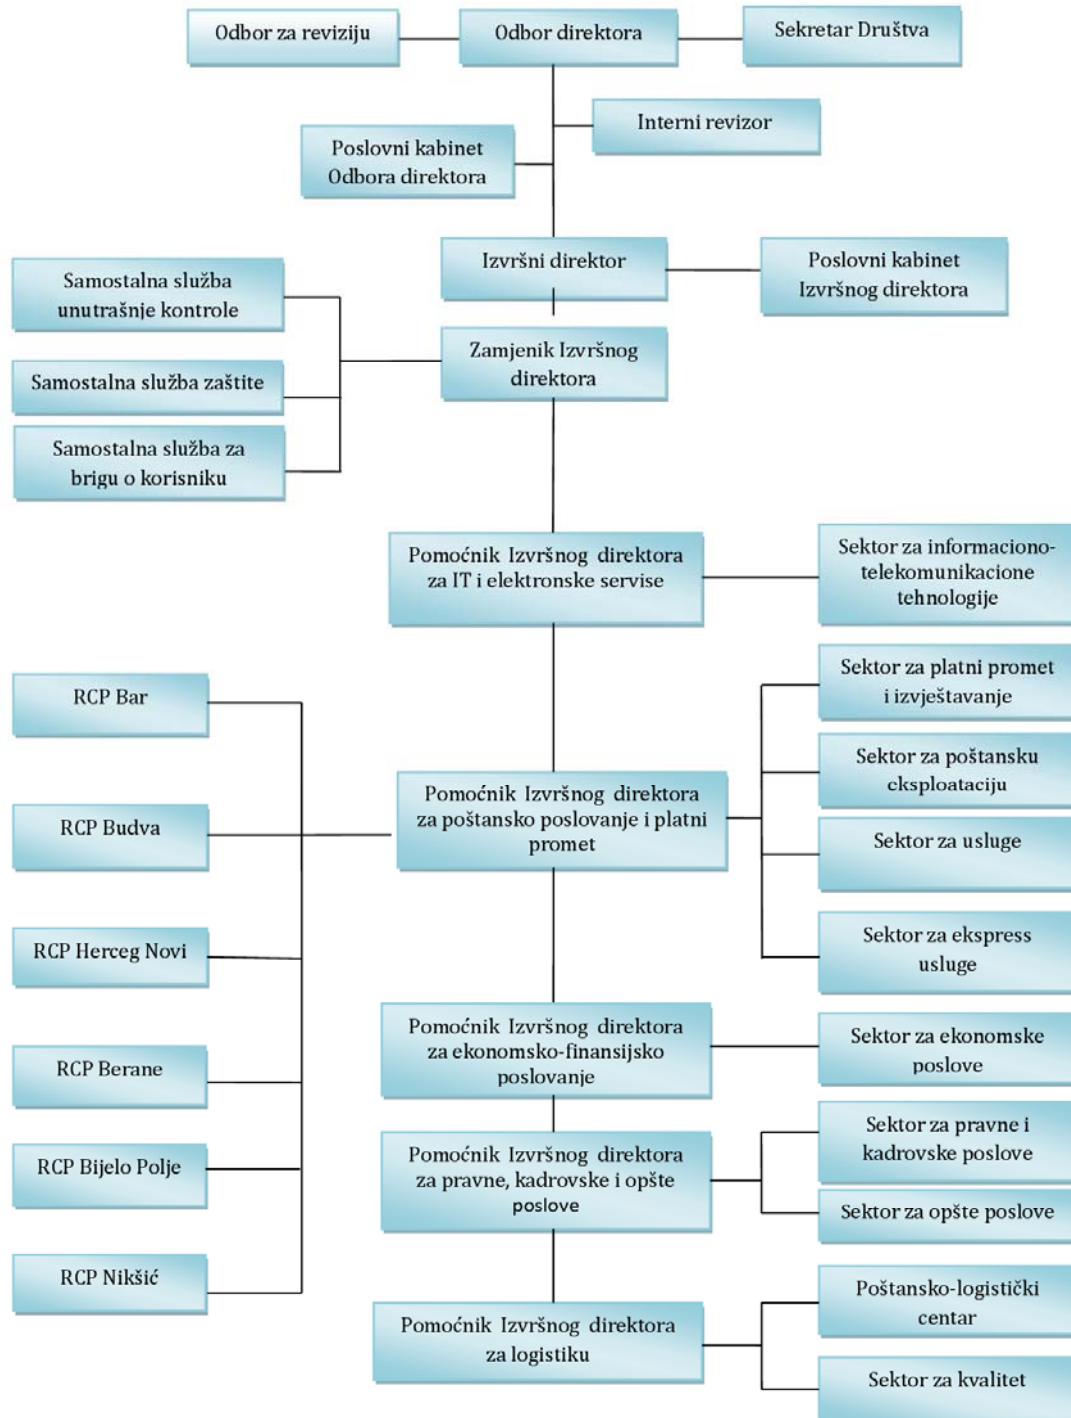 Odbor za reviziju
Odbor direktora
Sekretar Društva
Interni revizor
Poslovni kabinet
Odbora direktora
Izvršni direktor
Poslovni kabinet
Izvršnog direktora
Samostalna služba
unutrašnje kontrole
Zamjenik Izvršnog
direktora
Samostalna služba zaštite
Samostalna služba za
brigu o korisniku
Pomoćnik Izvršnog direktora
za IT i elektronske servise
Sektor za informaciono-
telekomunikacione
tehnologije
RCP Bar
Sektor za platni promet
i izvještavanje
Sektor za poštansku
eksploataciju
Pomoćnik Izvršnog direktora
za poštansko poslovanje i platni
promet
RCP Budva
Sektor za usluge
RCP Herceg Novi
Sektor za ekspress
usluge
Pomoćnik Izvršnog direktora
za ekonomsko-finansijsko
poslovanje
Sektor za ekonomske
poslove
RCP Berane
Pomoćnik Izvršnog direktora
za pravne, kadrovske i opšte
poslove
Sektor za pravne i
kadrovske poslove
RCP Bijelo Polje
Sektor za opšte poslove
RCP Nikšić
Poštansko-logistički
centar
Pomoćnik Izvršnog direktora
za logistiku
Sektor za kvalitet